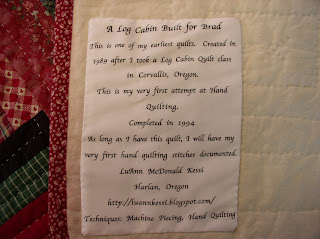 A Log Cabin Built for Brad
This is one of my earliest quilts. Created in
1989 after I took a Log Cabin Quilt class
in Corvallis, Oregon.
This is my very first attempt at Hand
Quilting.
Completed in 1994
As long as I have this quilt, I will have my
very first hand quilting stitches documented.
LuAnn McDonald Kessi
Harlan, Oregon
http://luannkessi.blogspot.com/
Techniques: Machine Piecing, Hand Quilting